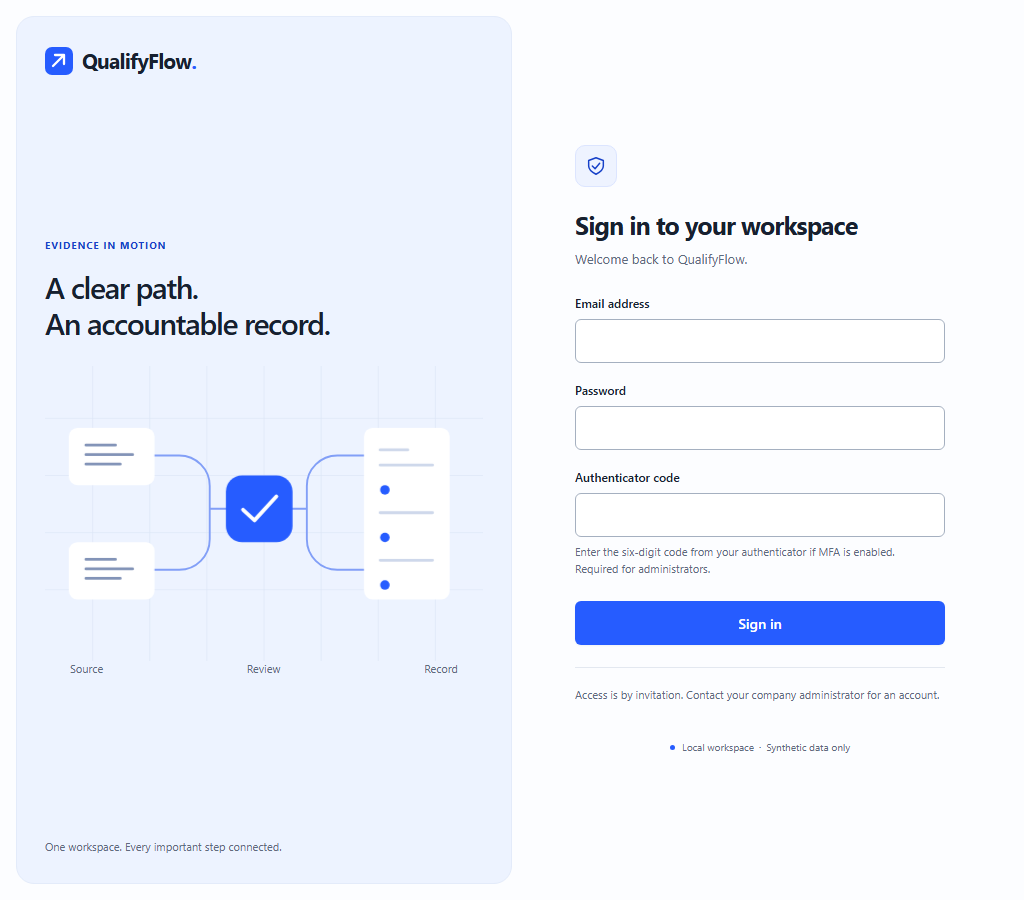 QualifyFlow.
EVIDENCE IN MOTION
A clear path.
An accountable record.
Source
Review
Record
One workspace. Every important step connected.
Sign in to your workspace
Welcome back to QualifyFlow.
Email address
Password
Authenticator code
Enter the six-digit code from your authenticator if MFA is enabled.
Required for administrators.
Sign in
Access is by invitation. Contact your company administrator for an account.
Local workspace · Synthetic data only